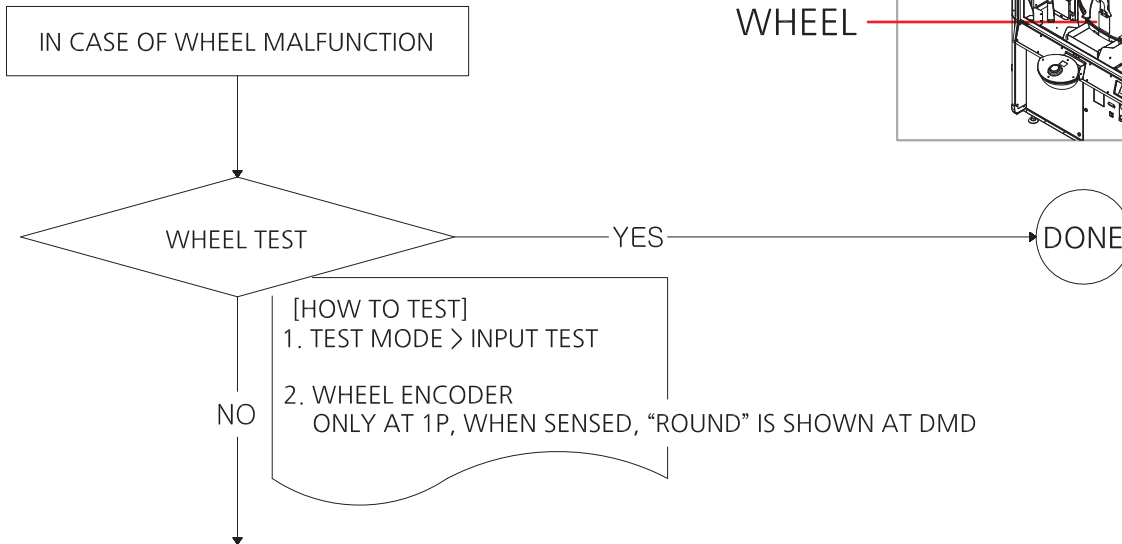 WHEEL
IN CASE OF WHEEL MALFUNCTION
WHEEL TEST
YES
DONE
[HOW TO TEST]
1. TEST MODE > INPUT TEST
2. WHEEL ENCODER
ONLY AT 1P, WHEN SENSED, “ROUND” IS SHOWN AT DMD
NO